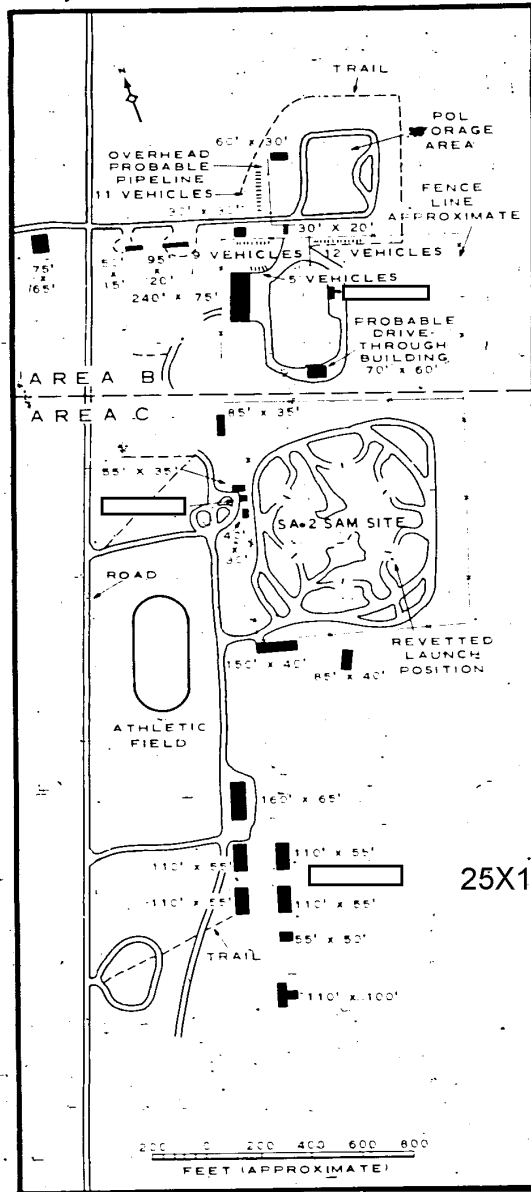 N
TRAIL
POL
STORAGE
AREA
60' x 30'
OVERHEAD
PROBABLE
PIPELINE
11 VEHICLES
FENCE
LINE
APPROXIMATE
30' x 20'
75'
x
65'
15'
95'
x
20'
9 VEHICLES
12 VEHICLES
5 VEHICLES
240' x 75'
PROBABLE
DRIVE-
THROUGH
BUILDING
70' x 60'
AREA B
AREA C
85' x 35'
55' x 35'
SA-2 SAM SITE
ROAD
REVETTED
LAUNCH
POSITION
150' x 40'
85' x 40'
ATHLETIC
FIELD
160' x 65'
110' x 55'
110' x 55'
25X1
110' x 55'
110' x 55'
55' x 50'
TRAIL
110' x 100'
200 0 200 400 600 800
FEET (APPROXIMATE)